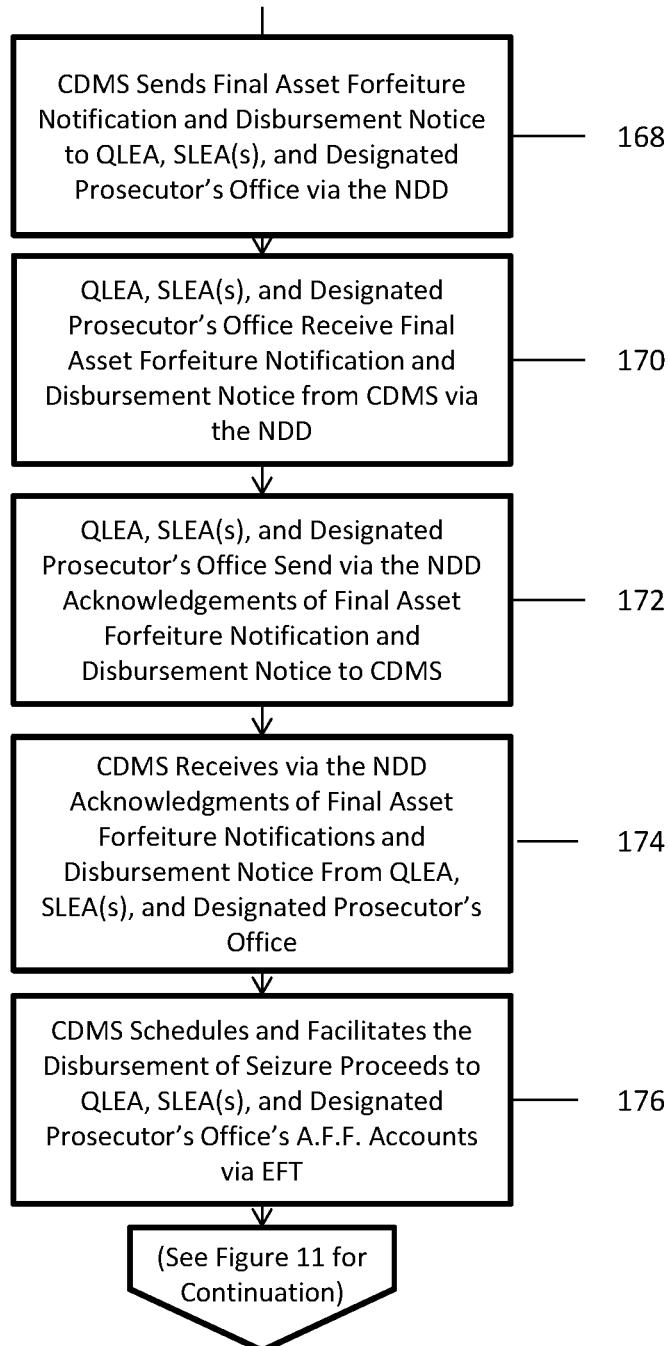 CDMS Sends Final Asset Forfeiture
Notification and Disbursement Notice
to QLEA, SLEA(s), and Designated
Prosecutor's Office via the NDD
168
QLEA, SLEA(s), and Designated
Prosecutor's Office Receive Final
Asset Forfeiture Notification and
Disbursement Notice from CDMS via
the NDD
170
QLEA, SLEA(s), and Designated
Prosecutor's Office Send via the NDD
Acknowledgements of Final Asset
Forfeiture Notification and
Disbursement Notice to CDMS
172
CDMS Receives via the NDD
Acknowledgments of Final Asset
Forfeiture Notifications and
Disbursement Notice From QLEA,
SLEA(s), and Designated Prosecutor's
Office
174
CDMS Schedules and Facilitates the
Disbursement of Seizure Proceeds to
QLEA, SLEA(s), and Designated
Prosecutor's Office's A.F.F. Accounts
via EFT
176
(See Figure 11 for
Continuation)